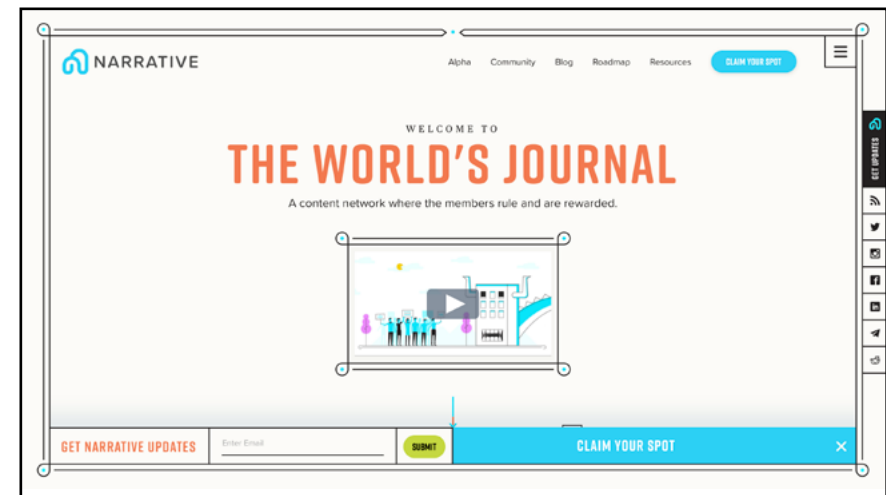 NARRATIVE
Alpha Community Blog Roadmap Resources CLAIM YOUR SPOT
WELCOME TO
THE WORLD'S JOURNAL
A content network where the members rule and are rewarded.
GET UPDATES
GET NARRATIVE UPDATES Enter Email SUBMIT CLAIM YOUR SPOT